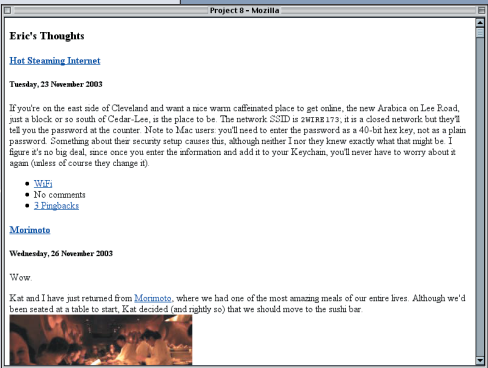 Project 8 - Mozilla
Eric's Thoughts
Hot Steaming Internet
Tuesday, 23 November 2003
If you're on the east side of Cleveland and want a nice warm caffeinated place to get online, the new Arabica on Lee Road,
just a block or so south of Cedar-Lee, is the place to be. The network SSID is 2WIRE173; it is a closed network but they'll
tell you the password at the counter. Note to Mac users: you'll need to enter the password as a 40-bit hex key, not as a plain
password. Something about their security setup causes this, although neither I nor they knew exactly what that might be. I
figure it's no big deal, since once you enter the information and add it to your Keychain, you'll never have to worry about it
again (unless of course they change it).
• WiFi
• No comments
• 3 Pingbacks
Morimoto
Wednesday, 26 November 2003
Wow.
Kat and I have just returned from Morimoto, where we had one of the most amazing meals of our entire lives. Although we'd
been seated at a table to start, Kat decided (and rightly so) that we should move to the sushi bar.